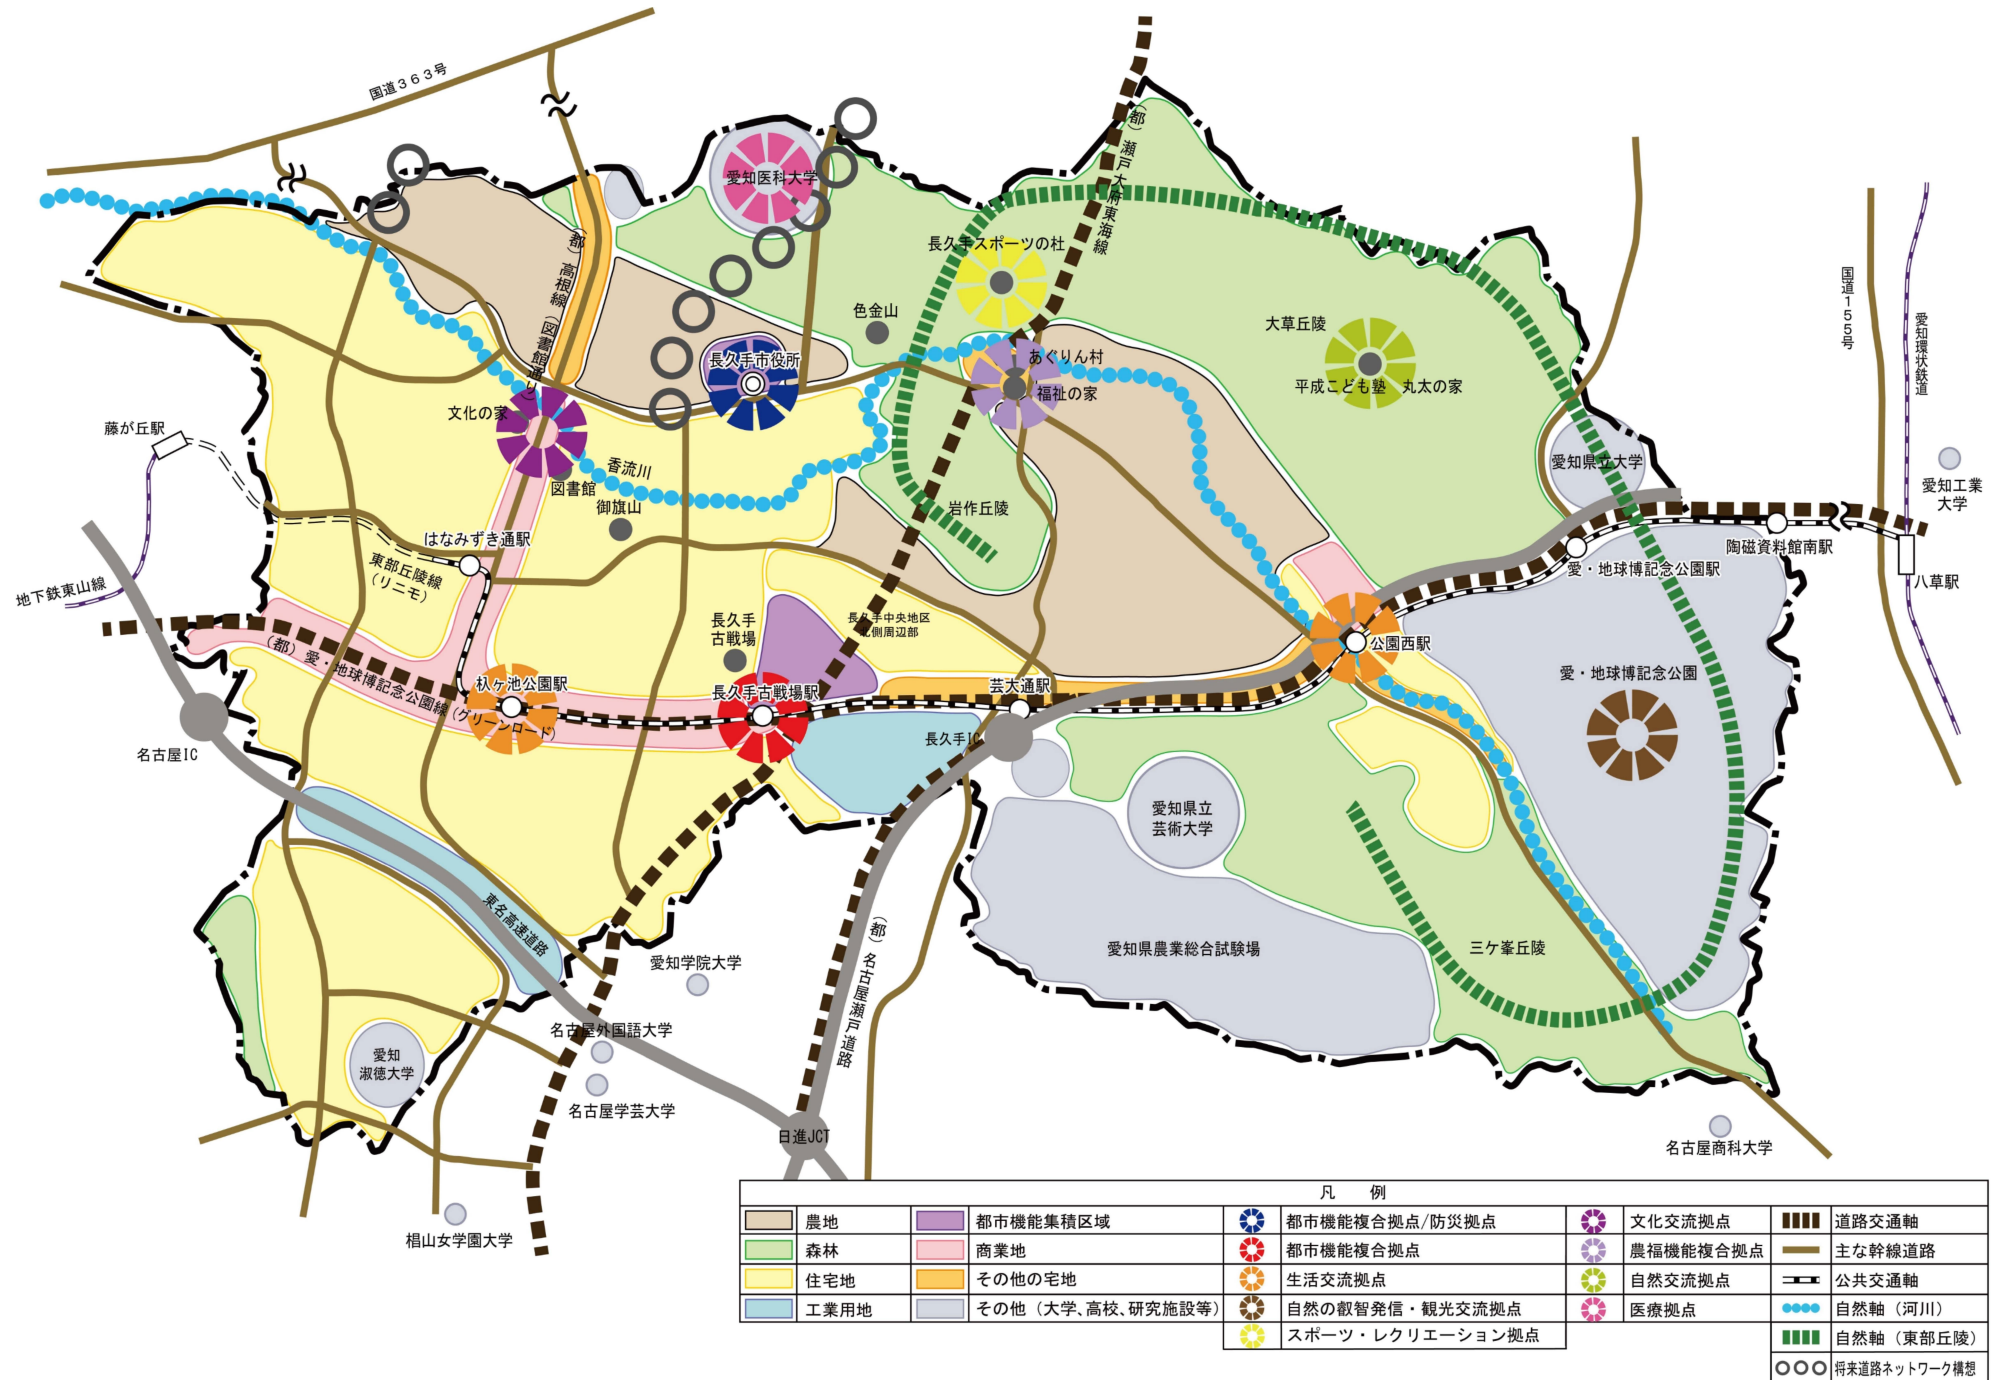 国道３６３号
（都）瀬戸大府東海線
愛知医科大学
（都）高根線（図書館通り）
長久手スポーツの杜
色金山
大草丘陵
国道１５５号
愛知環状鉄道
長久手市役所
あぐりん村
福祉の家
平成こども塾　丸太の家
文化の家
藤が丘駅
香流川
図書館
御旗山
岩作丘陵
愛知県立大学
愛知工業
大学
はなみずき通駅
東部丘陵線
（リニモ）
陶磁資料館南駅
愛・地球博記念公園駅
八草駅
地下鉄東山線
長久手
古戦場
長久手中央地区
北側周辺部
公園西駅
（都）愛・地球博記念公園線（グリーンロード）
杁ヶ池公園駅
長久手古戦場駅
芸大通駅
愛・地球博記念公園
名古屋IC
長久手IC
愛知県立
芸術大学
東名高速道路
愛知学院大学
（都）名古屋瀬戸道路
愛知県農業総合試験場
三ケ峯丘陵
名古屋外国語大学
愛知
淑徳大学
名古屋学芸大学
日進JCT
名古屋商科大学
椙山女学園大学
凡　例
農地
都市機能集積区域
都市機能複合拠点/防災拠点
文化交流拠点
道路交通軸
森林
商業地
都市機能複合拠点
農福機能複合拠点
主な幹線道路
住宅地
その他の宅地
生活交流拠点
自然交流拠点
公共交通軸
工業用地
その他（大学､高校､研究施設等）
自然の叡智発信・観光交流拠点
医療拠点
自然軸（河川）
スポーツ・レクリエーション拠点
自然軸（東部丘陵）
将来道路ネットワーク構想